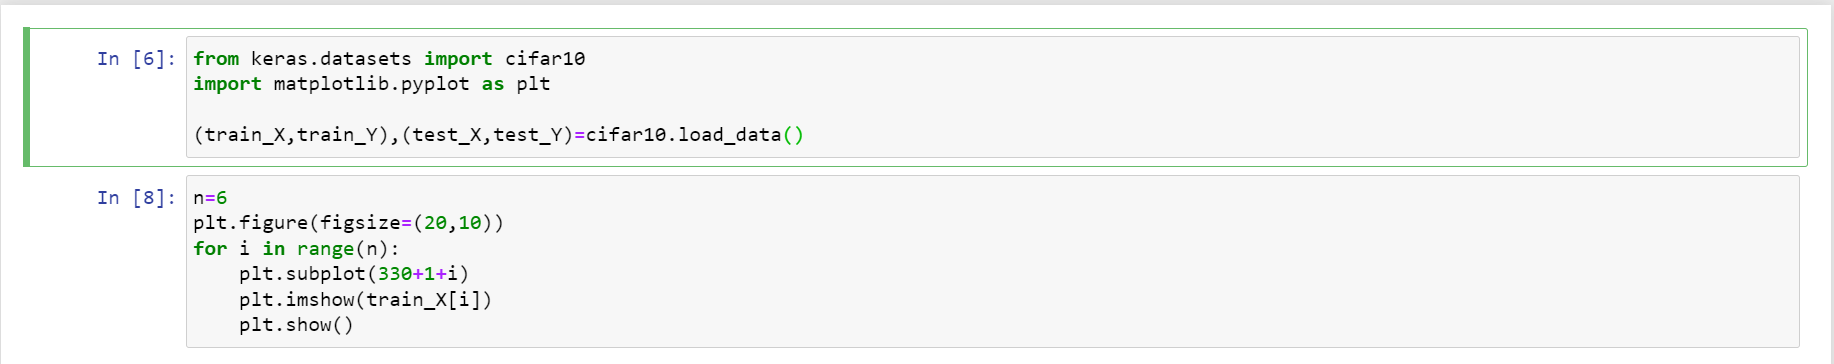 In [6]: from keras.datasets import cifar10
import matplotlib.pyplot as plt
(train_X,train_Y),(test_X,test_Y)=cifar10.load_data()
In [8]: n=6
plt.figure(figsize=(20,10))
for i in range(n):
    plt.subplot(330+1+i)
    plt.imshow(train_X[i])
    plt.show()